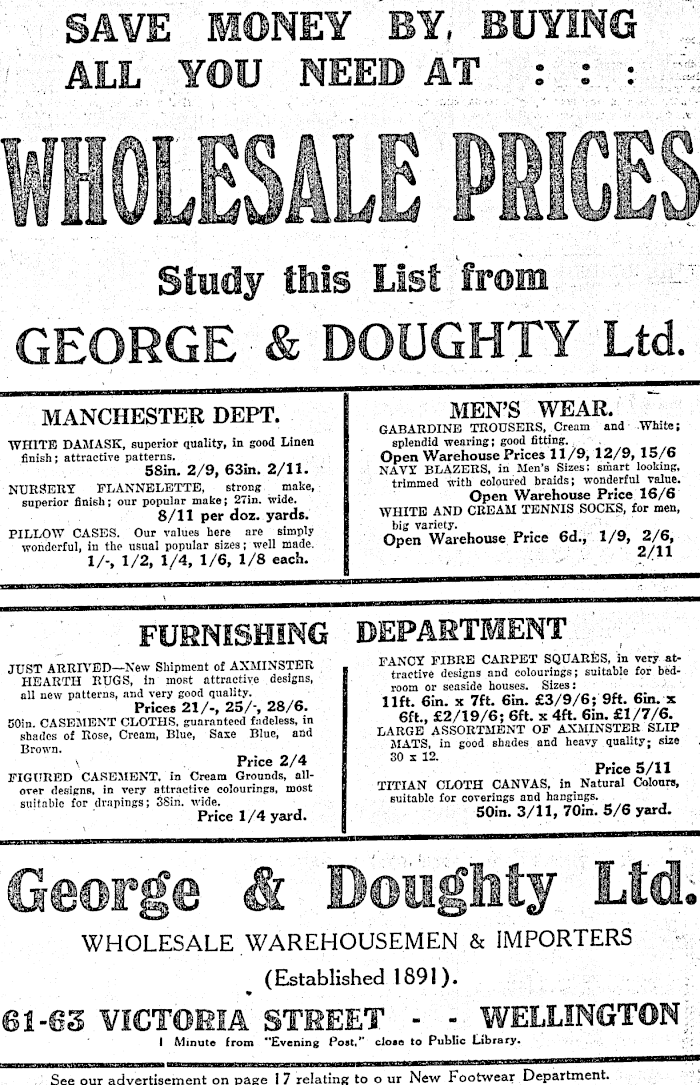 SAVE MONEY BY, BUYING
ALL YOU NEED AT : : :
WHOLESALE PRICES
Study this List from
GEORGE & DOUGHTY Ltd.
MANCHESTER DEPT.
WHITE DAMASK, superior quality, in good Linen
finish; attractive patterns.
58in. 2/9, 63in. 2/11.
NURSERY FLANNELETTE, strong make,
superior finish; our popular make; 27in. wide.
8/11 per doz. yards.
PILLOW CASES. Our values here are simply
wonderful, in the usual popular sizes; well made.
1/-, 1/2, 1/4, 1/6, 1/8 each.
MEN'S WEAR.
GABARDINE TROUSERS, Cream and White;
splendid wearing; good fitting.
Open Warehouse Prices 11/9, 12/9, 15/6
NAVY BLAZERS, in Men's Sizes; smart looking,
trimmed with coloured braids; wonderful value.
Open Warehouse Price 16/6
WHITE AND CREAM TENNIS SOCKS, for men,
big variety.
Open Warehouse Price 6d., 1/9, 2/6,
2/11
FURNISHING DEPARTMENT
JUST ARRIVED—New Shipment of AXMINSTER
HEARTH RUGS, in most attractive designs,
all new patterns, and very good quality.
Prices 21/-, 25/-, 28/6.
50in. CASEMENT CLOTHS, guaranteed fadeless, in
shades of Rose, Cream, Blue, Saxe Blue, and
Brown.
Price 2/4
FIGURED CASEMENT, in Cream Grounds, all-
over designs, in very attractive colourings, most
suitable for drapings; 38in. wide.
Price 1/4 yard.
FANCY FIBRE CARPET SQUARES, in very at-
tractive designs and colourings; suitable for bed-
room or seaside houses. Sizes:
11ft. 6in. x 7ft. 6in. £3/9/6; 9ft. 6in. x
6ft., £2/19/6; 6ft. x 4ft. 6in. £1/7/6.
LARGE ASSORTMENT OF AXMINSTER SLIP
MATS, in good shades and heavy quality; size
30 x 12.
Price 5/11
TITIAN CLOTH CANVAS, in Natural Colours,
suitable for coverings and hangings.
50in. 3/11, 70in. 5/6 yard.
George & Doughty Ltd.
WHOLESALE WAREHOUSEMEN & IMPORTERS
(Established 1891).
61-63 VICTORIA STREET - - WELLINGTON
1 Minute from "Evening Post," close to Public Library.
See our advertisement on page 17 relating to o ur New Footwear Department.